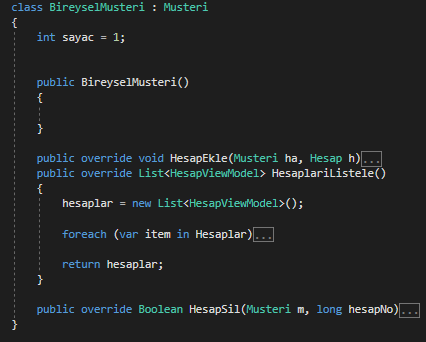 class BireyselMusteri : Musteri
{
int sayac = 1;
public BireyselMusteri()
{
}
public override void HesapEkle(Musteri ha, Hesap h)...
public override List<HesapViewModel> HesaplariListele()
{
hesaplar = new List<HesapViewModel>();
foreach (var item in Hesaplar)...
return hesaplar;
}
public override Boolean HesapSil(Musteri m, long hesapNo)...
}